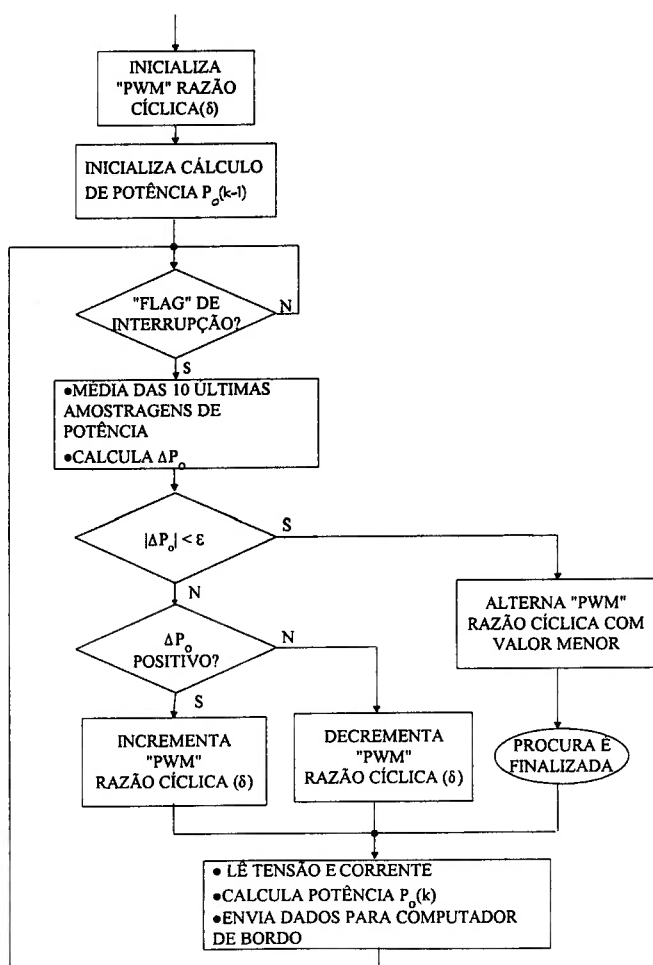 INICIALIZA
"PWM" RAZÃO
CÍCLICA(δ)
INICIALIZA CÁLCULO
DE POTÊNCIA P_o(k-1)
"FLAG" DE
INTERRUPÇÃO?
N
S
●MÉDIA DAS 10 ÚLTIMAS
AMOSTRAGENS DE
POTÊNCIA
●CALCULA ΔP_o
|ΔP_o| < ε
S
N
ΔP_o
POSITIVO?
N
S
ALTERNA "PWM"
RAZÃO CÍCLICA COM
VALOR MENOR
INCREMENTA
"PWM"
RAZÃO CÍCLICA (δ)
DECREMENTA
"PWM"
RAZÃO CÍCLICA (δ)
PROCURA É
FINALIZADA
● LÊ TENSÃO E CORRENTE
●CALCULA POTÊNCIA P_o(k)
●ENVIA DADOS PARA COMPUTADOR
DE BORDO